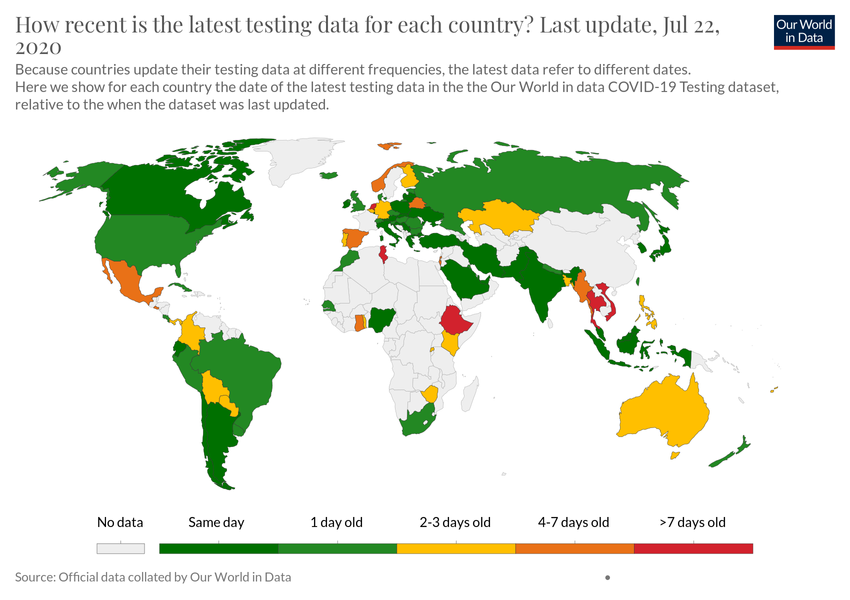 How recent is the latest testing data for each country? Last update, Jul 22,
2020
Our World
in Data
Because countries update their testing data at different frequencies, the latest data refer to different dates.
Here we show for each country the date of the latest testing data in the the Our World in data COVID-19 Testing dataset,
relative to the when the dataset was last updated.
No data
Same day
1 day old
2-3 days old
4-7 days old
>7 days old
Source: Official data collated by Our World in Data